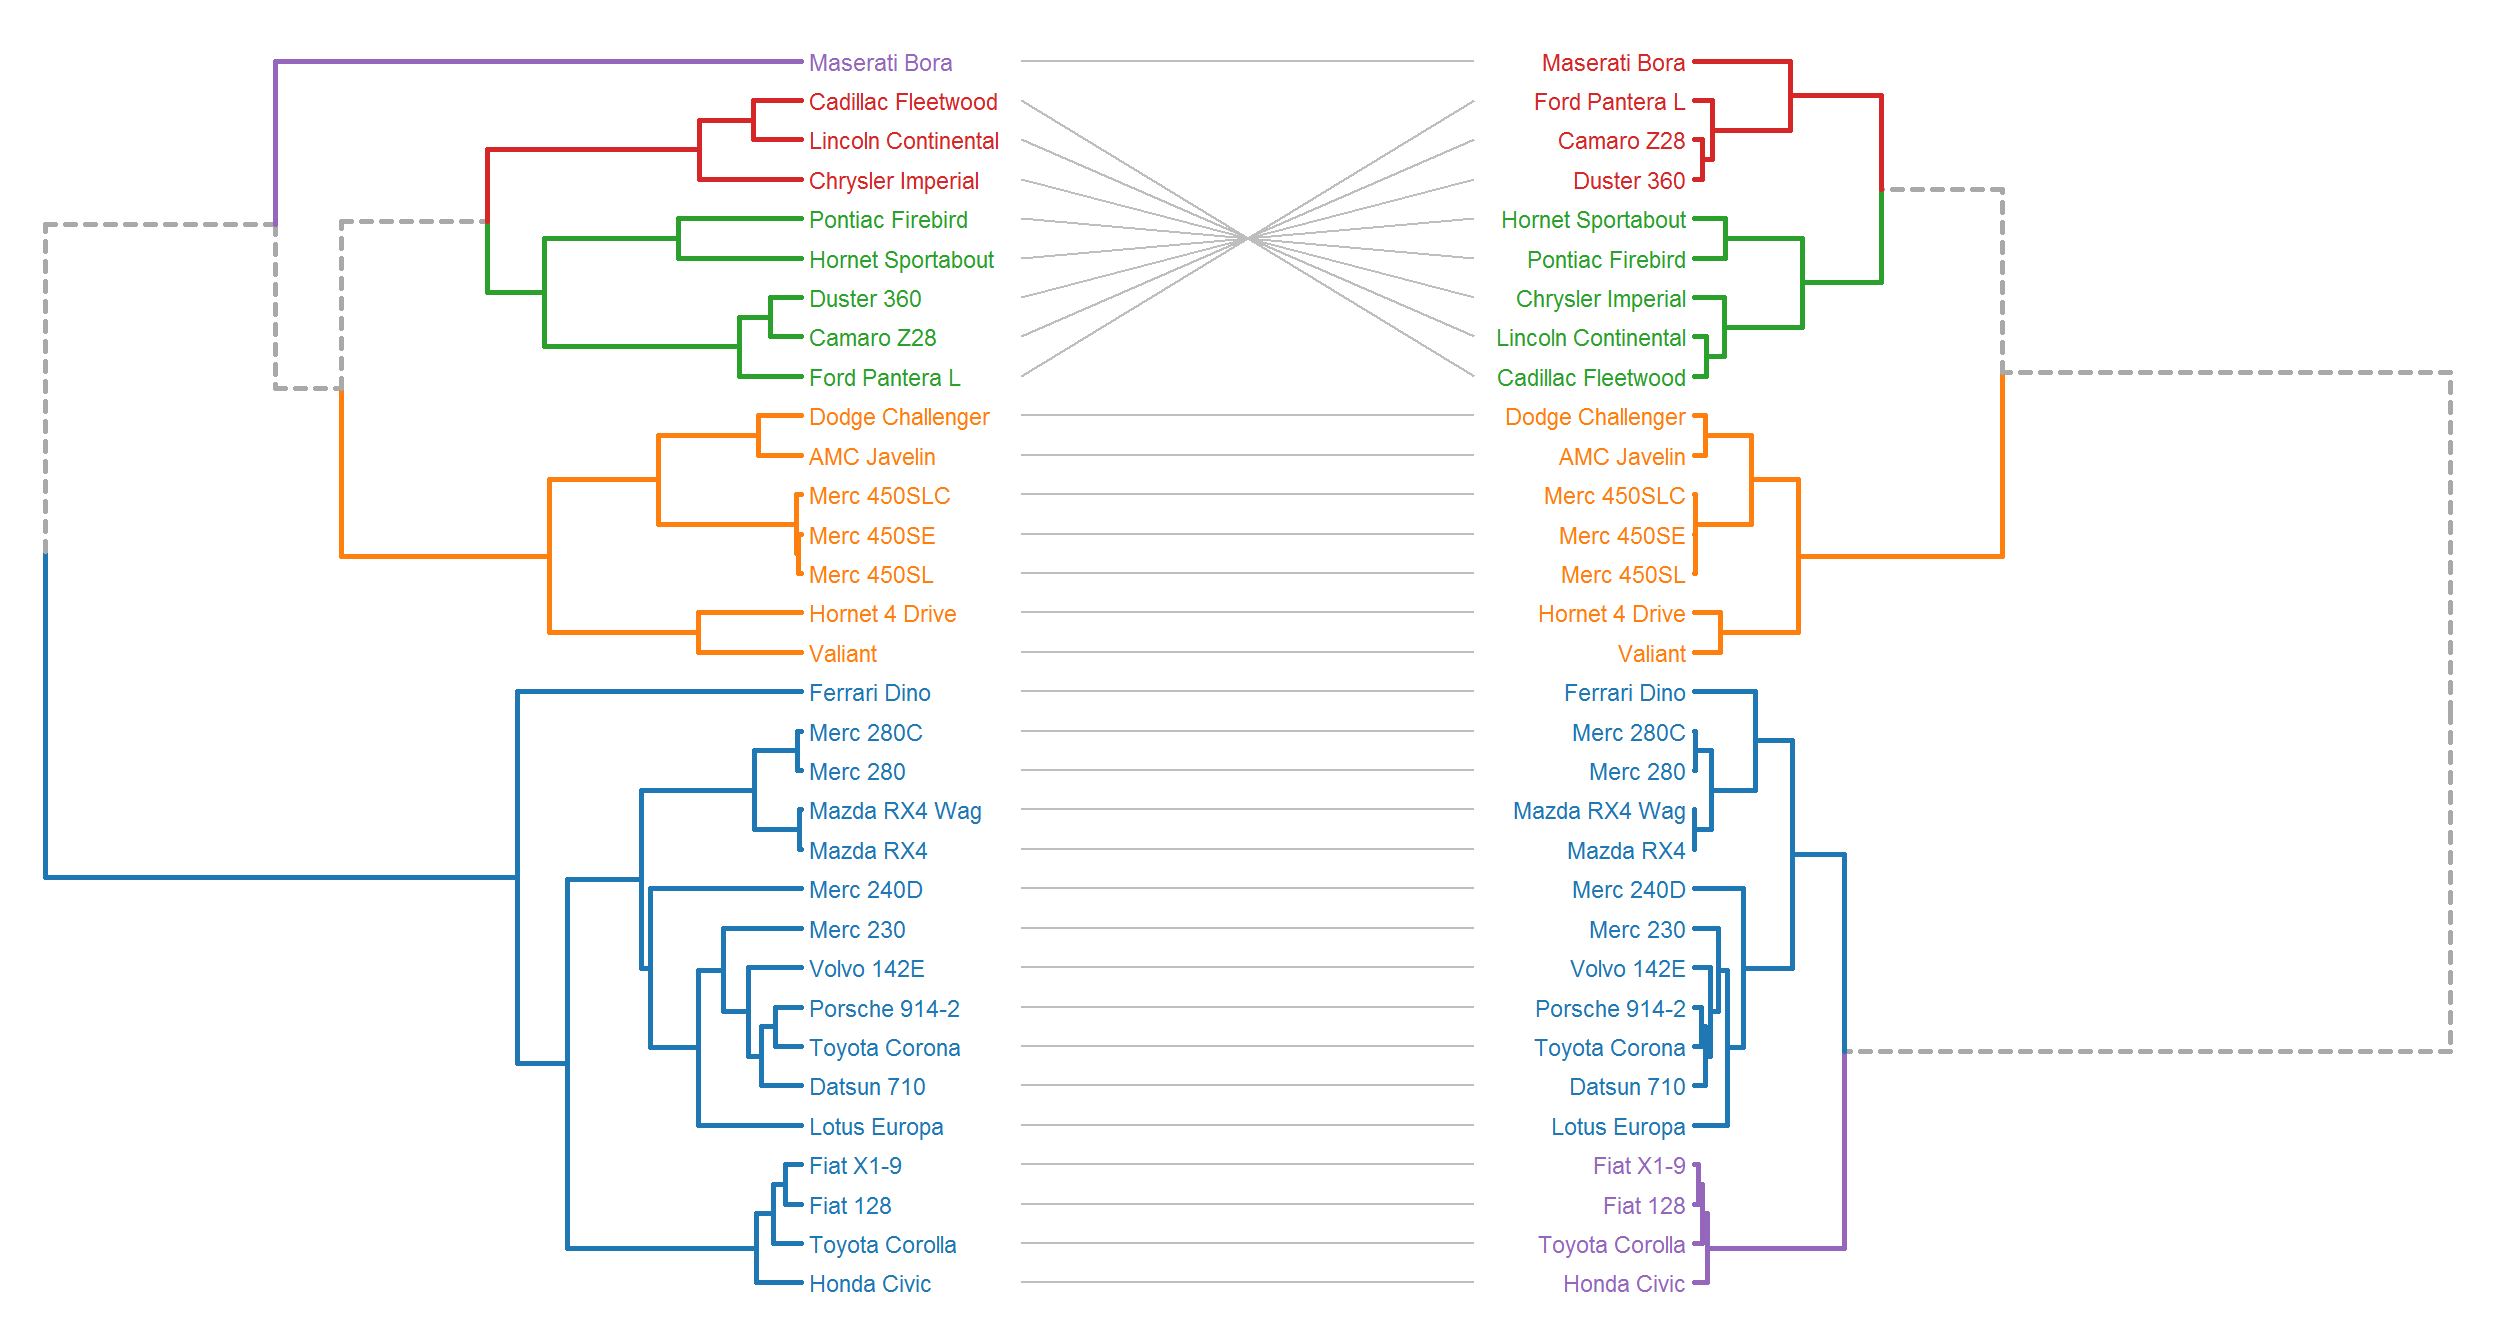 Maserati Bora
Cadillac Fleetwood
Lincoln Continental
Chrysler Imperial
Pontiac Firebird
Hornet Sportabout
Duster 360
Camaro Z28
Ford Pantera L
Dodge Challenger
AMC Javelin
Merc 450SLC
Merc 450SE
Merc 450SL
Hornet 4 Drive
Valiant
Ferrari Dino
Merc 280C
Merc 280
Mazda RX4 Wag
Mazda RX4
Merc 240D
Merc 230
Volvo 142E
Porsche 914-2
Toyota Corona
Datsun 710
Lotus Europa
Fiat X1-9
Fiat 128
Toyota Corolla
Honda Civic
Maserati Bora
Ford Pantera L
Camaro Z28
Duster 360
Hornet Sportabout
Pontiac Firebird
Chrysler Imperial
Lincoln Continental
Cadillac Fleetwood
Dodge Challenger
AMC Javelin
Merc 450SLC
Merc 450SE
Merc 450SL
Hornet 4 Drive
Valiant
Ferrari Dino
Merc 280C
Merc 280
Mazda RX4 Wag
Mazda RX4
Merc 240D
Merc 230
Volvo 142E
Porsche 914-2
Toyota Corona
Datsun 710
Lotus Europa
Fiat X1-9
Fiat 128
Toyota Corolla
Honda Civic